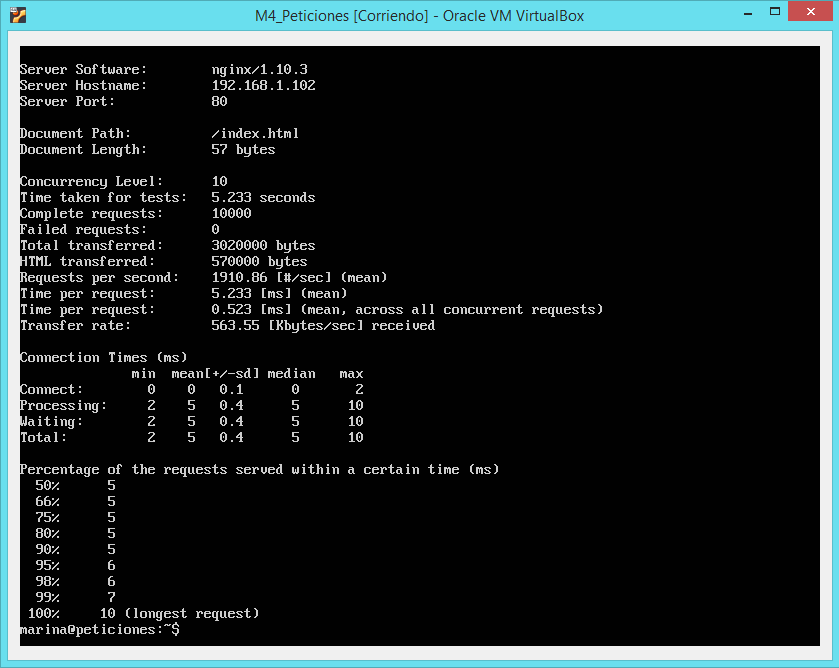 M4_Peticiones [Corriendo] - Oracle VM VirtualBox
Server Software: nginx/1.10.3
Server Hostname: 192.168.1.102
Server Port: 80
Document Path: /index.html
Document Length: 57 bytes
Concurrency Level: 10
Time taken for tests: 5.233 seconds
Complete requests: 10000
Failed requests: 0
Total transferred: 3020000 bytes
HTML transferred: 570000 bytes
Requests per second: 1910.86 [#/sec] (mean)
Time per request: 5.233 [ms] (mean)
Time per request: 0.523 [ms] (mean, across all concurrent requests)
Transfer rate: 563.55 [Kbytes/sec] received
Connection Times (ms)
min mean[+/-sd] median max
Connect: 0 0 0.1 0 2
Processing: 2 5 0.4 5 10
Waiting: 2 5 0.4 5 10
Total: 2 5 0.4 5 10
Percentage of the requests served within a certain time (ms)
50% 5
66% 5
75% 5
80% 5
90% 5
95% 6
98% 6
99% 7
100% 10 (longest request)
marina@peticiones:~$